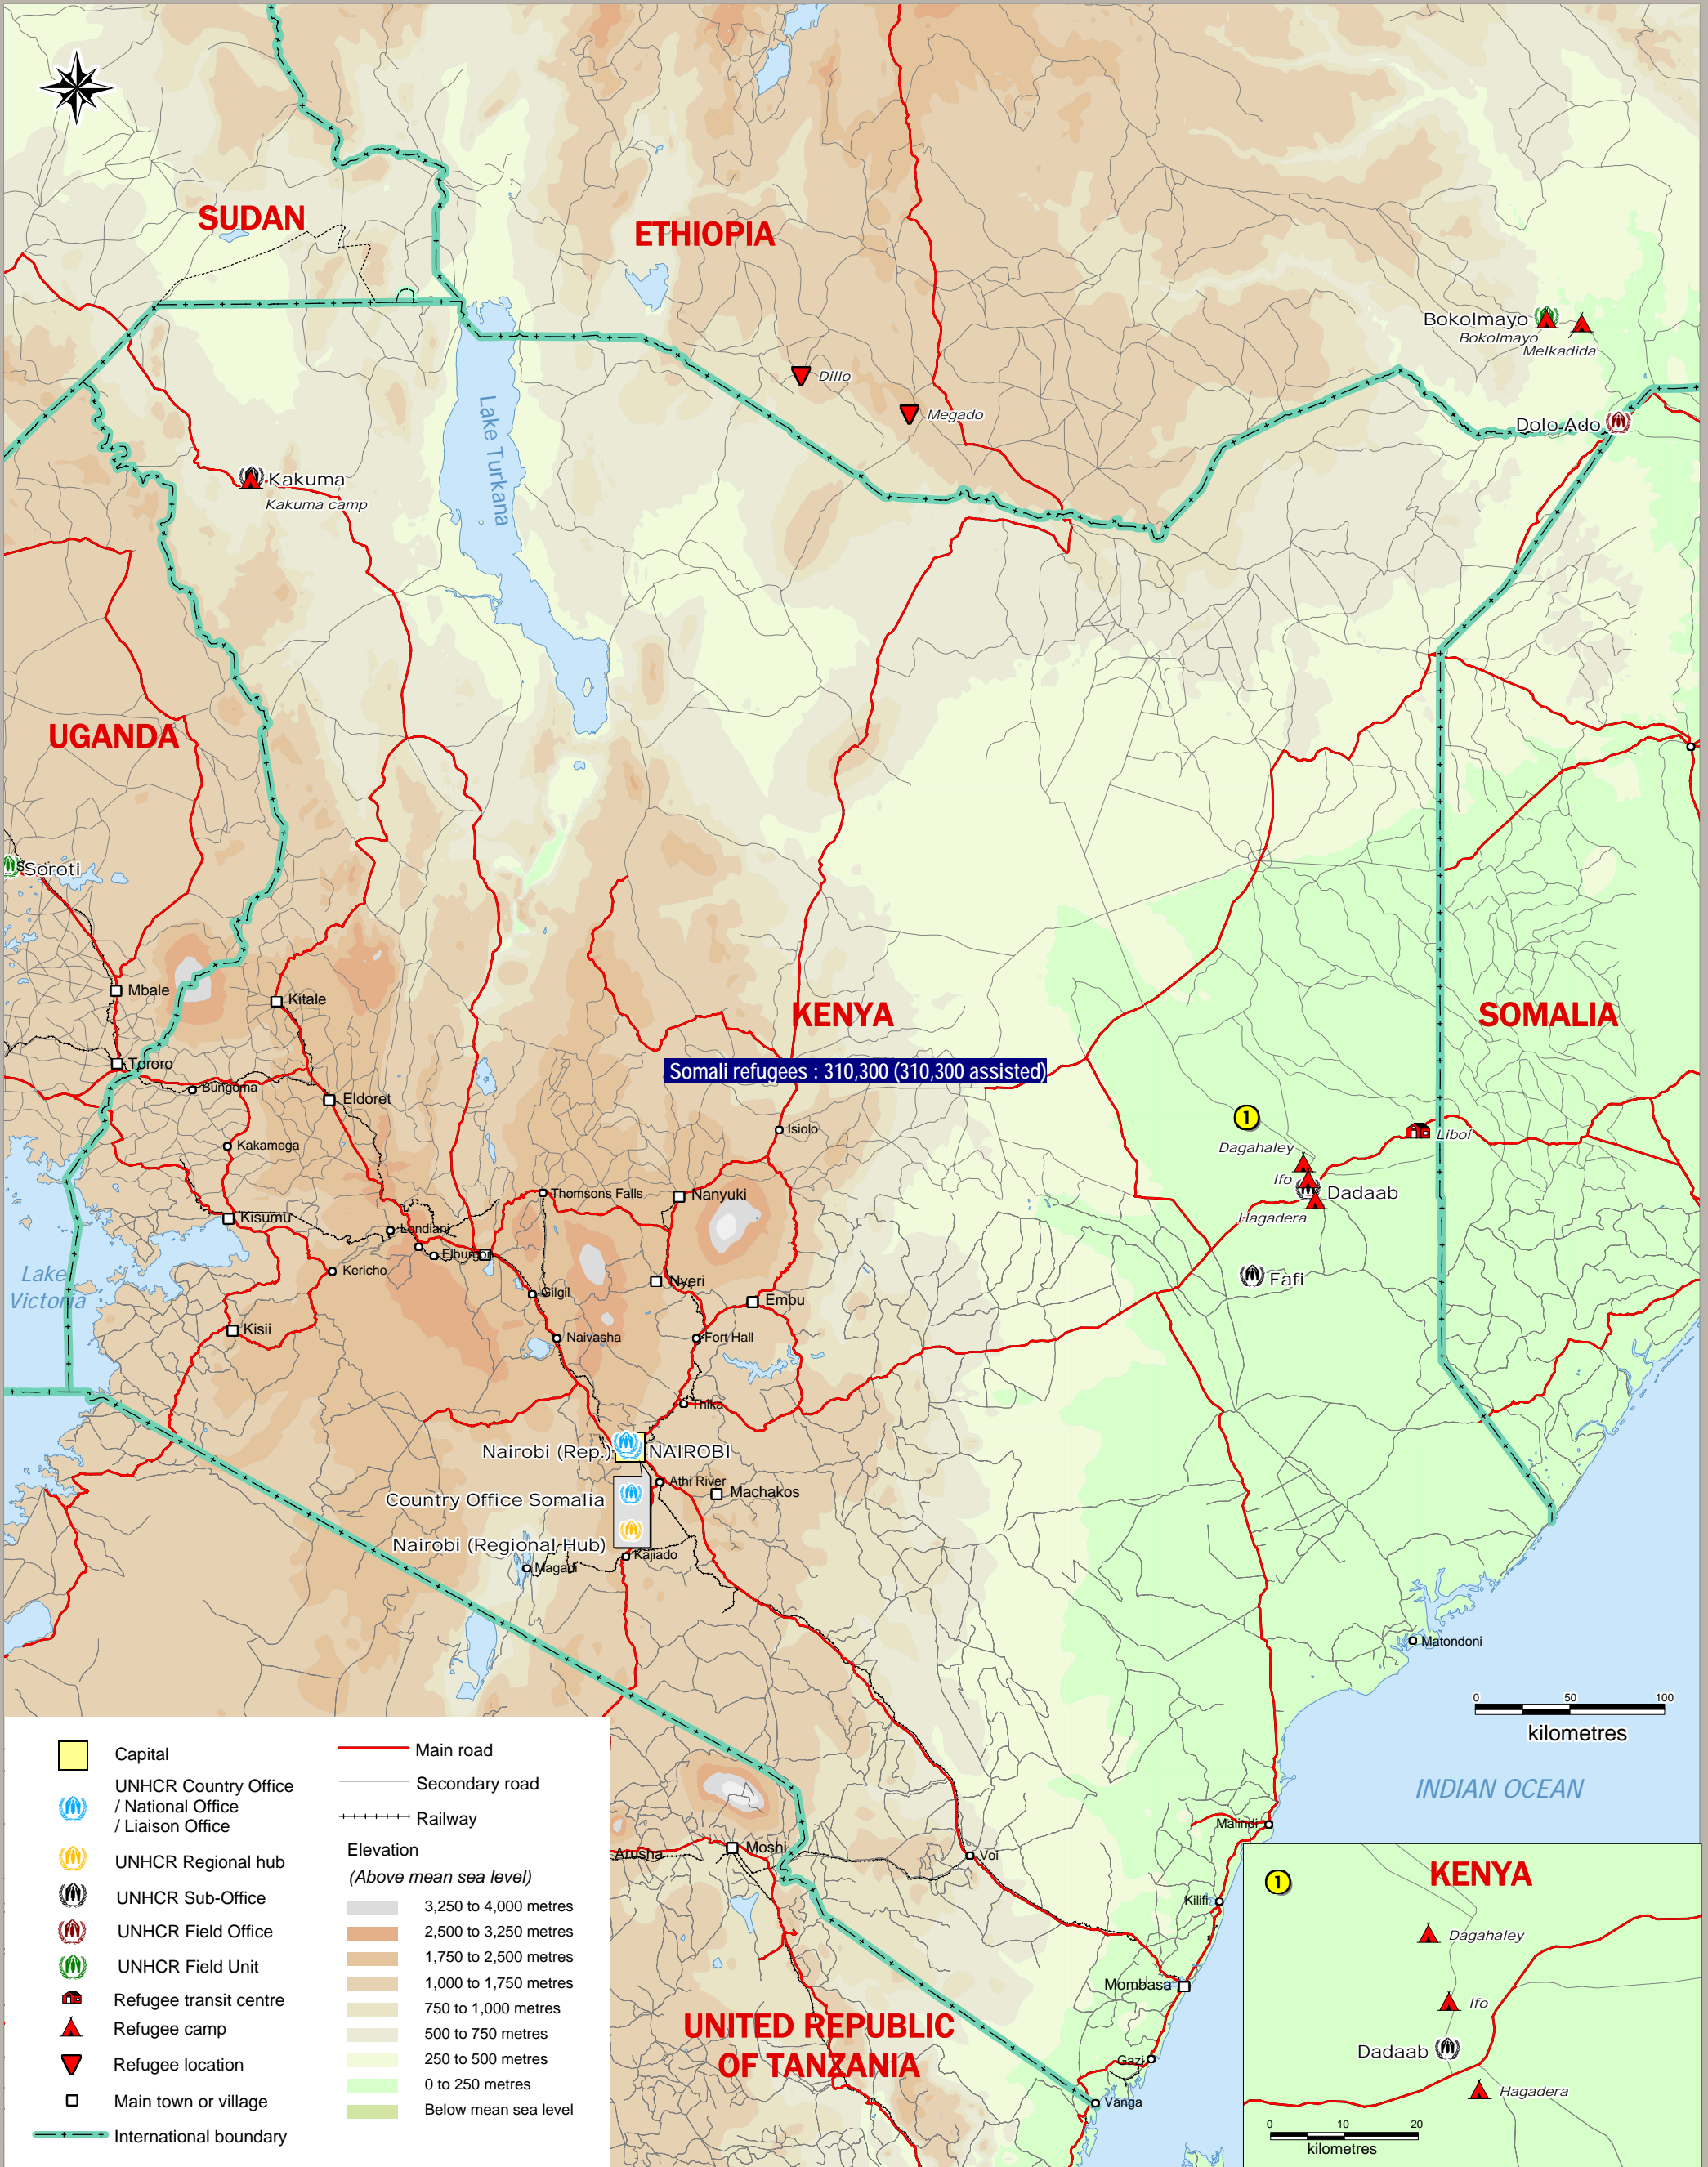 SUDAN
ETHIOPIA
Bokolmayo
Bokolmayo
Melkadida
Dillo
Megado
Dolo Ado
Lake Turkana
Kakuma
Kakuma camp
UGANDA
Soroti
Mbale
Kitale
KENYA
SOMALIA
Tororo
Somali refugees : 310,300 (310,300 assisted)
Bungoma
Eldoret
1
Isiolo
Liboi
Kakamega
Dagahaley
Ifo
Dadaab
Thomsons Falls
Nanyuki
Hagadera
Kisumu
Londiani
Elburgon
Kericho
Lake
Victoria
Nyeri
Fafi
Gilgil
Embu
Kisii
Naivasha
Fort Hall
Thika
Nairobi (Rep.)
NAIROBI
Athi River
Country Office Somalia
Machakos
Nairobi (Regional Hub)
Kajiado
Magadi
Matondoni
0 50 100
kilometres
INDIAN OCEAN
Malindi
Moshi
Arusha
Voi
Kilifi
Mombasa
UNITED REPUBLIC
OF TANZANIA
Gazi
Vanga
Capital
UNHCR Country Office
/ National Office
/ Liaison Office
UNHCR Regional hub
UNHCR Sub-Office
UNHCR Field Office
UNHCR Field Unit
Refugee transit centre
Refugee camp
Refugee location
Main town or village
International boundary
Main road
Secondary road
Railway
Elevation
(Above mean sea level)
3,250 to 4,000 metres
2,500 to 3,250 metres
1,750 to 2,500 metres
1,000 to 1,750 metres
750 to 1,000 metres
500 to 750 metres
250 to 500 metres
0 to 250 metres
Below mean sea level
1
KENYA
Dagahaley
Ifo
Dadaab
Hagadera
0 10 20
kilometres